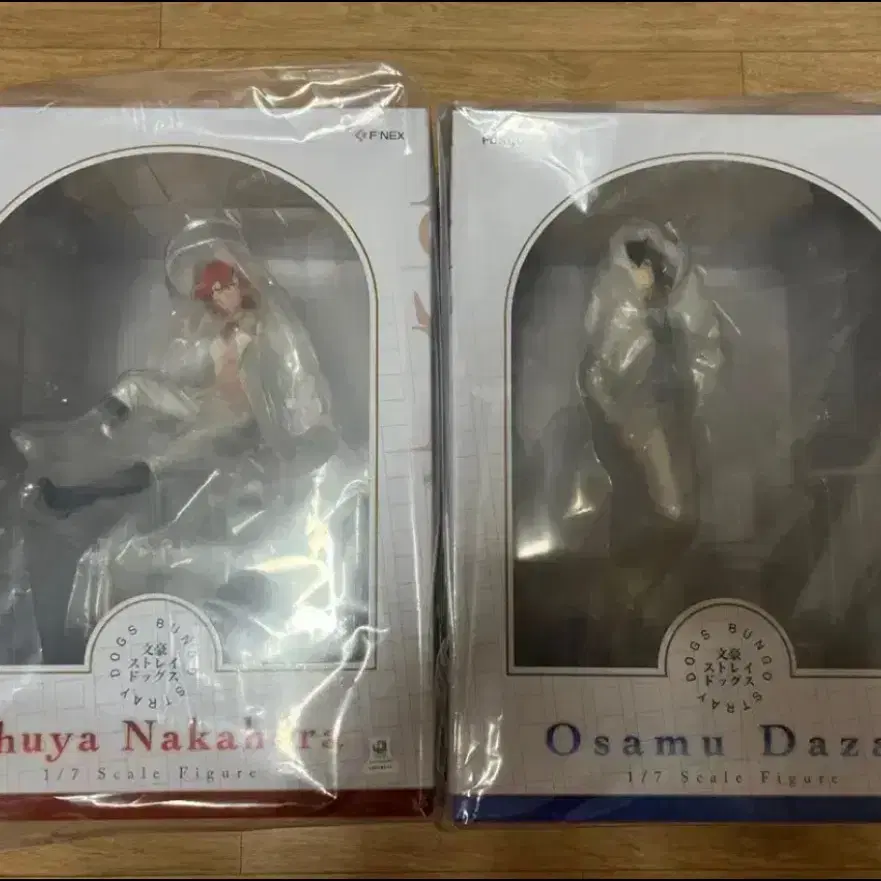 F:NEX
BUNGO STRAY DOGS
文豪
ストレイ
ドッグス
huya Nakahara
1/7 Scale Figure
BUNGO STRAY DOGS
文豪
ストレイ
ドッグス
Osamu Daza
1/7 Scale Figure